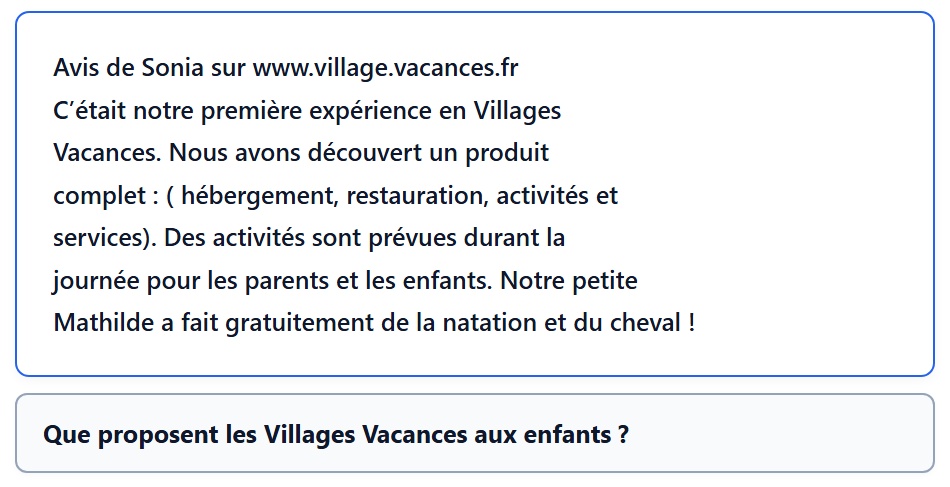 Avis de Sonia sur www.village.vacances.fr
C’était notre première expérience en Villages
Vacances. Nous avons découvert un produit
complet : ( hébergement, restauration, activités et
services). Des activités sont prévues durant la
journée pour les parents et les enfants. Notre petite
Mathilde a fait gratuitement de la natation et du cheval !
Que proposent les Villages Vacances aux enfants ?